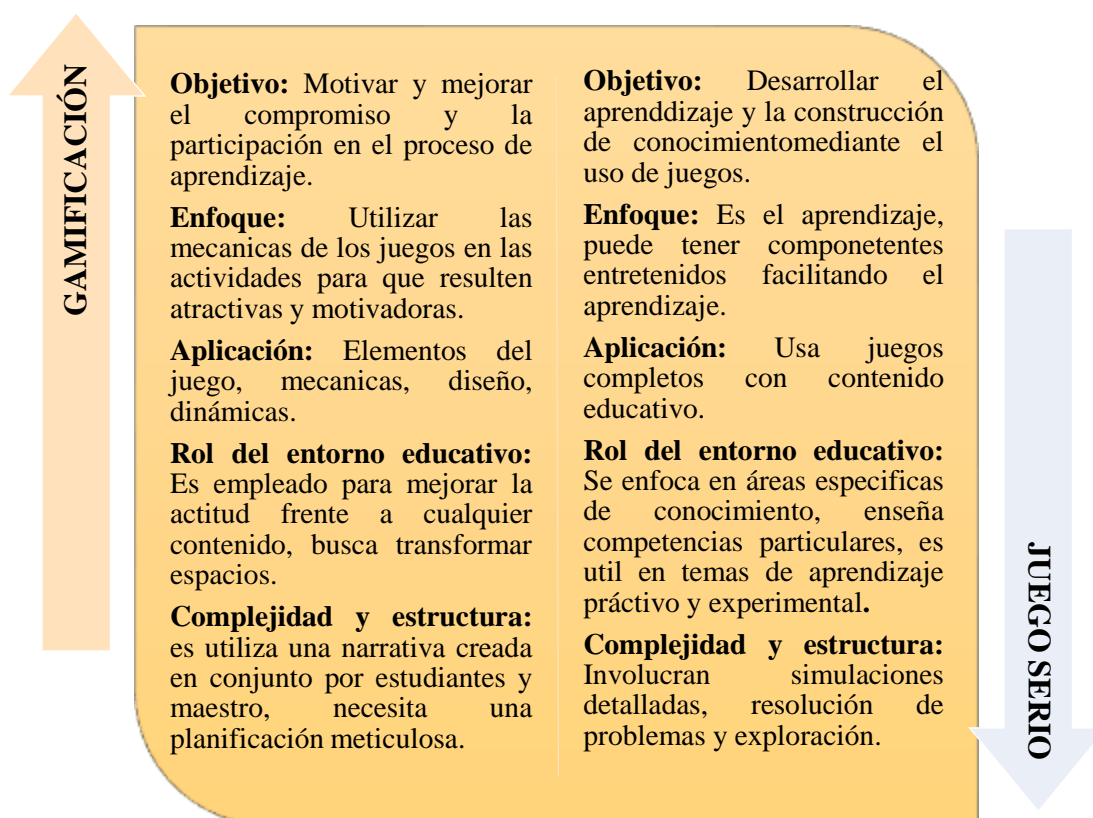 GAMIFICACIÓN
Objetivo: Motivar y mejorar
el compromiso y la
participación en el proceso de
aprendizaje.
Enfoque: Utilizar las
mecanicas de los juegos en las
actividades para que resulten
atractivas y motivadoras.
Aplicación: Elementos del
juego, mecanicas, diseño,
dinámicas.
Rol del entorno educativo:
Es empleado para mejorar la
actitud frente a cualquier
contenido, busca transformar
espacios.
Complejidad y estructura:
es utiliza una narrativa creada
en conjunto por estudiantes y
maestro, necesita una
planificación meticulosa.
Objetivo: Desarrollar el
aprenddizaje y la construcción
de conocimientomediante el
uso de juegos.
Enfoque: Es el aprendizaje,
puede tener componetentes
entretenidos facilitando el
aprendizaje.
Aplicación: Usa juegos
completos con contenido
educativo.
Rol del entorno educativo:
Se enfoca en áreas especificas
de conocimiento, enseña
competencias particulares, es
util en temas de aprendizaje
práctivo y experimental.
Complejidad y estructura:
Involucran simulaciones
detalladas, resolución de
problemas y exploración.
JUEGO SERIO